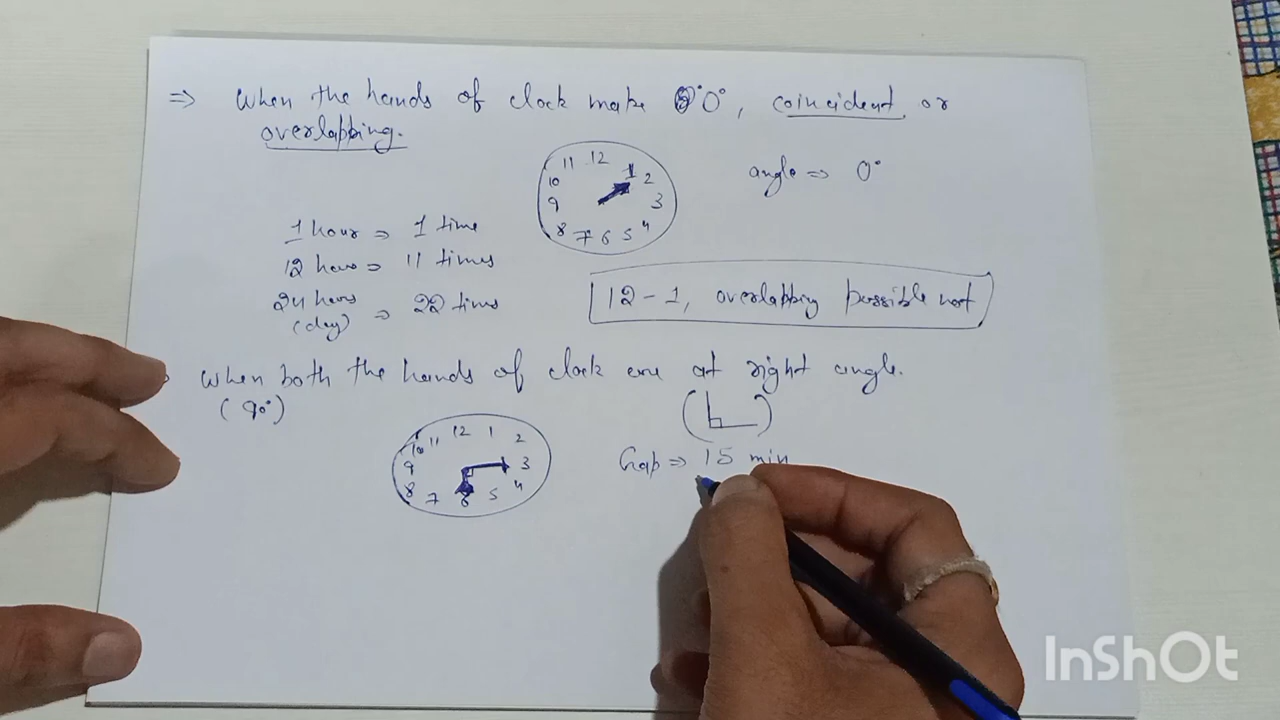 ⇒ When the hands of clock make 0°, coincident or
overlapping.
11 12 1
10 2
9 3
8 7 6 5 4
angle ⇒ 0°
1 hour ⇒ 1 time
12 hours ⇒ 11 times
24 hours ⇒ 22 times
(day)
12-1, overlapping possible not
When both the hands of clock are at right angle.
(90°)
10 11 12 1 2
9 3
8 7 6 5 4
Gap ⇒ 15 min
InShOt